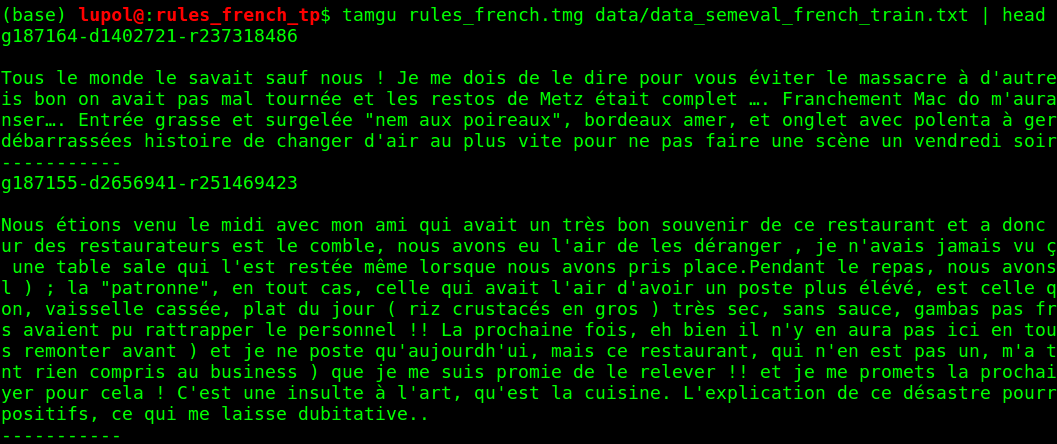 (base) lupol@:rules_french_tp$ tamgu rules_french.tmg data/data_semeval_french_train.txt | head
g187164-d1402721-r237318486
Tous le monde le savait sauf nous ! Je me dois de le dire pour vous éviter le massacre à d'autre
is bon on avait pas mal tournée et les restos de Metz était complet …. Franchement Mac do m'aura
nser…. Entrée grasse et surgelée "nem aux poireaux", bordeaux amer, et onglet avec polenta à ger
débarrassées histoire de changer d'air au plus vite pour ne pas faire une scène un vendredi soir
-----------
g187155-d2656941-r251469423
Nous étions venu le midi avec mon ami qui avait un très bon souvenir de ce restaurant et a donc
ur des restaurateurs est le comble, nous avons eu l'air de les déranger , je n'avais jamais vu ç
une table sale qui l'est restée même lorsque nous avons pris place.Pendant le repas, nous avons
l ) ; la "patronne", en tout cas, celle qui avait l'air d'avoir un poste plus élévé, est celle q
on, vaisselle cassée, plat du jour ( riz crustacés en gros ) très sec, sans sauce, gambas pas fr
s avaient pu rattrapper le personnel !! La prochaine fois, eh bien il n'y en aura pas ici en tou
s remonter avant ) et je ne poste qu'aujourdh'ui, mais ce restaurant, qui n'en est pas un, m'a t
nt rien compris au business ) que je me suis promie de le relever !! et je me promets la prochai
yer pour cela ! C'est une insulte à l'art, qu'est la cuisine. L'explication de ce désastre pourr
positifs, ce qui me laisse dubitative..
-----------